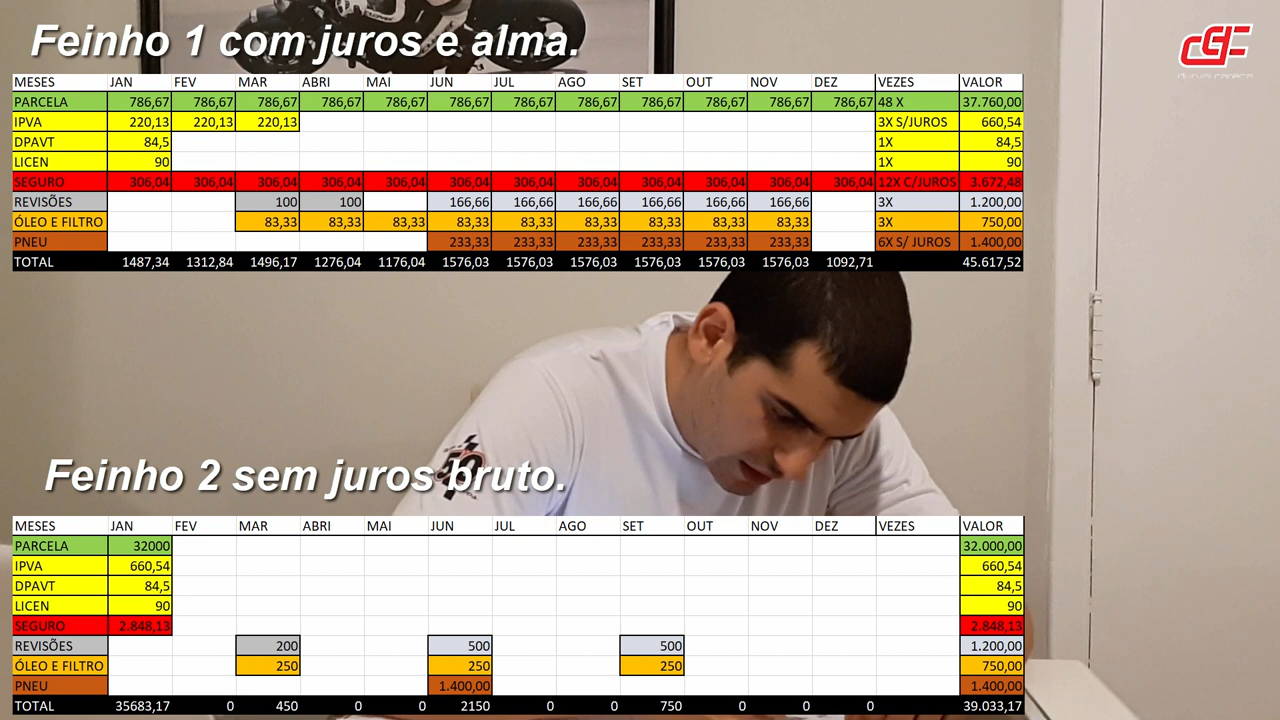 Feinho 1 com juros e alma.
MESES JAN FEV MAR ABRI MAI JUN JUL AGO SET OUT NOV DEZ VEZES VALOR
PARCELA 786,67 786,67 786,67 786,67 786,67 786,67 786,67 786,67 786,67 786,67 786,67 786,67 48 X 37.760,00
IPVA 220,13 220,13 220,13 3X S/JUROS 660,54
DPAVT 84,5 1X 84,5
LICEN 90 1X 90
SEGURO 306,04 306,04 306,04 306,04 306,04 306,04 306,04 306,04 306,04 306,04 306,04 306,04 12X C/JUROS 3.672,48
REVISÕES 100 100 166,66 166,66 166,66 166,66 166,66 166,66 3X 1.200,00
ÓLEO E FILTRO 83,33 83,33 83,33 83,33 83,33 83,33 83,33 83,33 83,33 3X 750,00
PNEU 233,33 233,33 233,33 233,33 233,33 233,33 6X S/ JUROS 1.400,00
TOTAL 1487,34 1312,84 1496,17 1276,04 1176,04 1576,03 1576,03 1576,03 1576,03 1576,03 1576,03 1092,71 45.617,52
Feinho 2 sem juros bruto.
MESES JAN FEV MAR ABRI MAI JUN JUL AGO SET OUT NOV DEZ VEZES VALOR
PARCELA 32000 32.000,00
IPVA 660,54 660,54
DPAVT 84,5 84,5
LICEN 90 90
SEGURO 2.848,13 2.848,13
REVISÕES 200 500 500 1.200,00
ÓLEO E FILTRO 250 250 250 750,00
PNEU 1.400,00 1.400,00
TOTAL 35683,17 0 450 0 0 2150 0 0 750 0 0 0 39.033,17